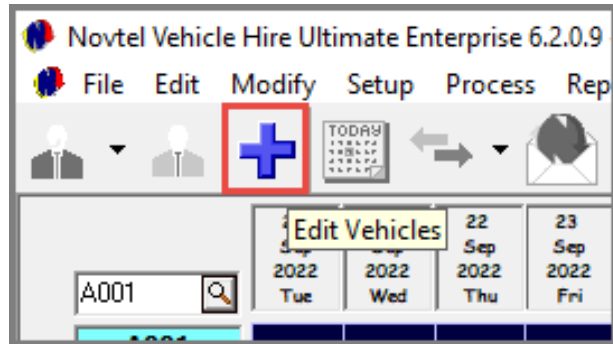 Novtel Vehicle Hire Ultimate Enterprise 6.2.0.9
File Edit Modify Setup Process Rep
TODAY
Edit Vehicles
22 23
Sep Sep
2022 2022 2022 2022
Tue Wed Thu Fri
A001